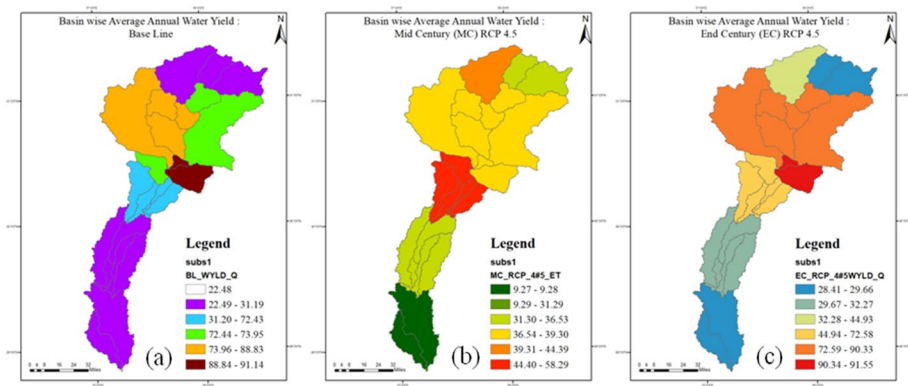 Basin wise Average Annual Water Yield :
Base Line
N
Legend
subs1
BL_WYLD_Q
22.48
22.49 - 31.19
31.20 - 72.43
72.44 - 73.95
73.96 - 88.83
88.84 - 91.14
(a)
Miles
Basin wise Average Annual Water Yield :
Mid Century (MC) RCP 4.5
N
Legend
subs1
MC_RCP_4#5_ET
9.27 - 9.28
9.29 - 31.29
31.30 - 36.53
36.54 - 39.30
39.31 - 44.39
44.40 - 58.29
(b)
Miles
Basin wise Average Annual Water Yield :
End Century (EC) RCP 4.5
N
Legend
subs1
EC_RCP_4#5WYLD_Q
28.41 - 29.66
29.67 - 32.27
32.28 - 44.93
44.94 - 72.58
72.59 - 90.33
90.34 - 91.55
(c)
Miles